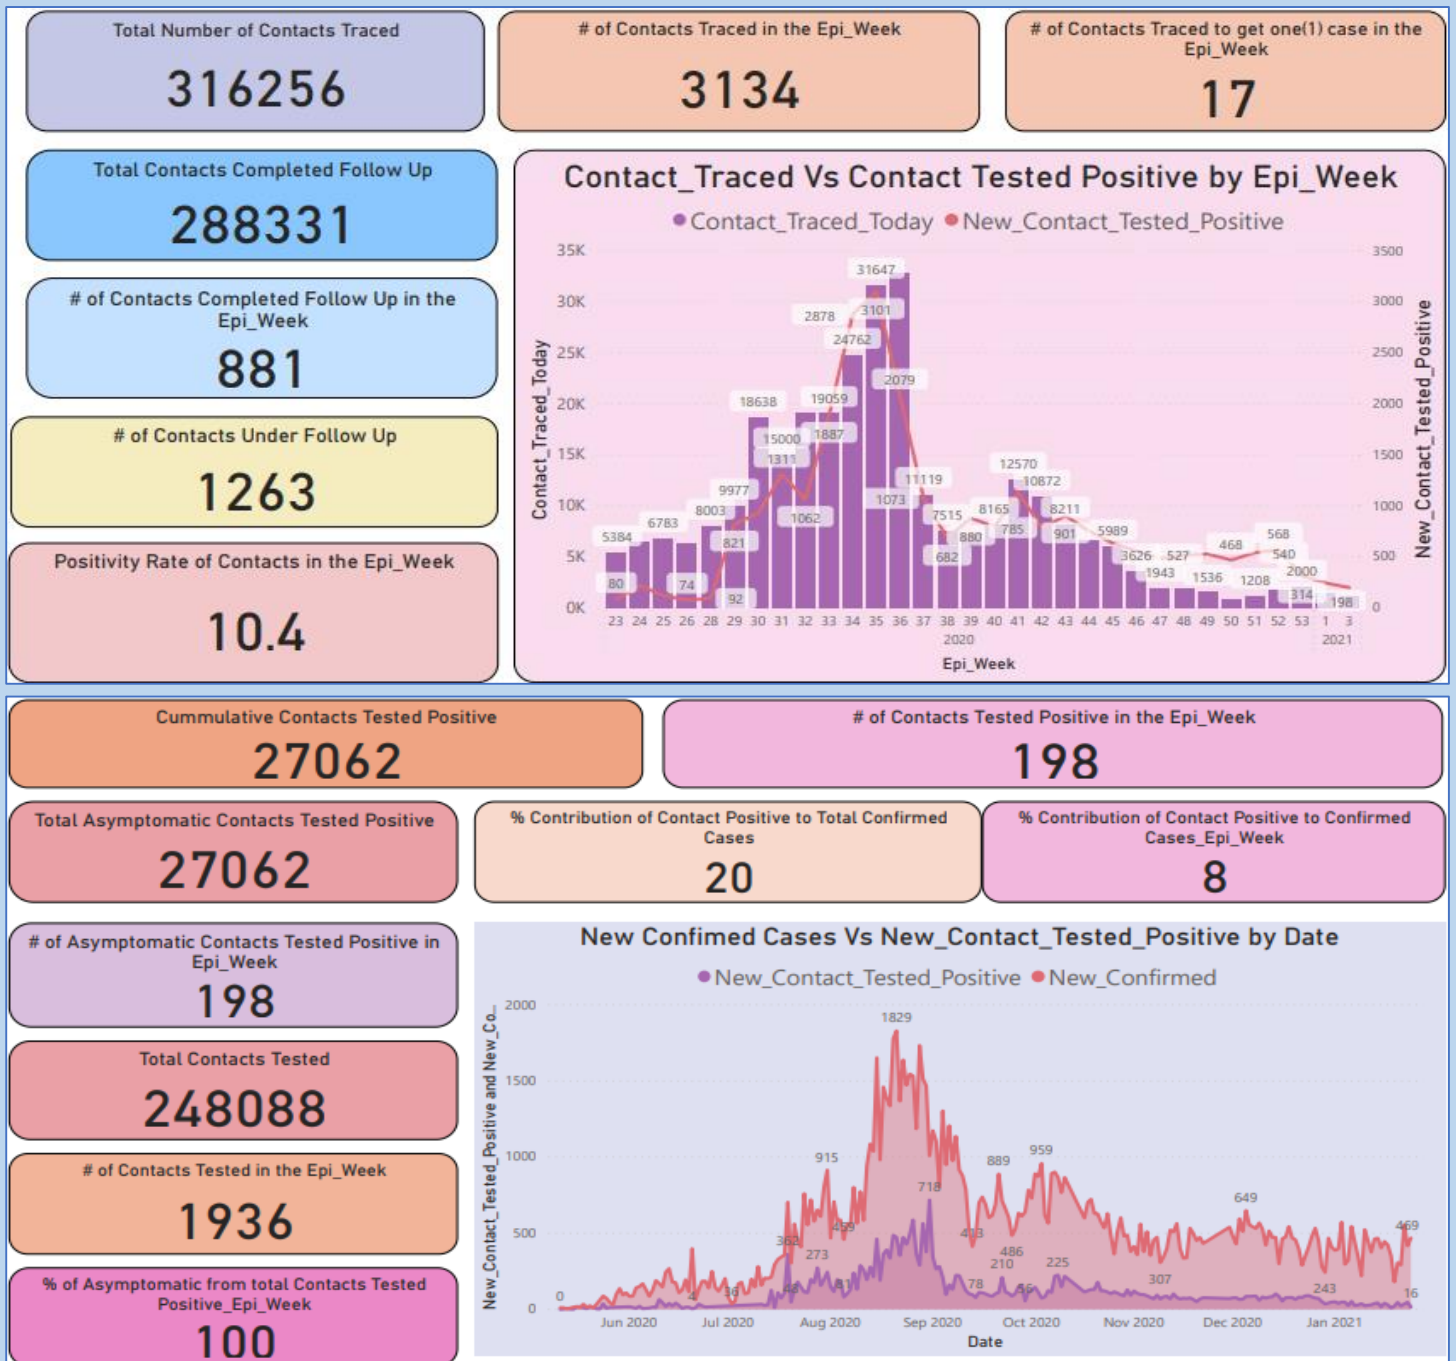 Total Number of Contacts Traced
316256
# of Contacts Traced in the Epi_Week
3134
# of Contacts Traced to get one(1) case in the
Epi_Week
17
Total Contacts Completed Follow Up
288331
# of Contacts Completed Follow Up in the
Epi_Week
881
# of Contacts Under Follow Up
1263
Positivity Rate of Contacts in the Epi_Week
10.4
Contact_Traced Vs Contact Tested Positive by Epi_Week
Contact_Traced_Today New_Contact_Tested_Positive
Contact_Traced_Today
35K
30K
25K
20K
15K
10K
5K
0K
New_Contact_Tested_Positive
3500
3000
2500
2000
1500
1000
500
0
31647
2878 3101
24762
2079
18638 19059
15000 1887
1311
12570
11119 10872
9977 1073
8003 1062 7515 8165 8211
6783 821 785 901 5989
5384 682 880 3626 527 468 568
540
1943 1536 1208 2000
80 74 92 314 198
23 24 25 26 28 29 30 31 32 33 34 35 36 37 38 39 40 41 42 43 44 45 46 47 48 49 50 51 52 53 1 3
2020 2021
Epi_Week
Cummulative Contacts Tested Positive
27062
# of Contacts Tested Positive in the Epi_Week
198
Total Asymptomatic Contacts Tested Positive
27062
% Contribution of Contact Positive to Total Confirmed
Cases
20
% Contribution of Contact Positive to Confirmed
Cases_Epi_Week
8
# of Asymptomatic Contacts Tested Positive in
Epi_Week
198
Total Contacts Tested
248088
# of Contacts Tested in the Epi_Week
1936
% of Asymptomatic from total Contacts Tested
Positive_Epi_Week
100
New Confimed Cases Vs New_Contact_Tested_Positive by Date
New_Contact_Tested_Positive New_Confirmed
New_Contact_Tested_Positive and New_Co...
2000
1500
1000
500
0
1829
915 889 959
718
362 459 413 649 469
273 486
210 225
48 81 78 56 307 243
0 4 36 16
Jun 2020 Jul 2020 Aug 2020 Sep 2020 Oct 2020 Nov 2020 Dec 2020 Jan 2021
Date